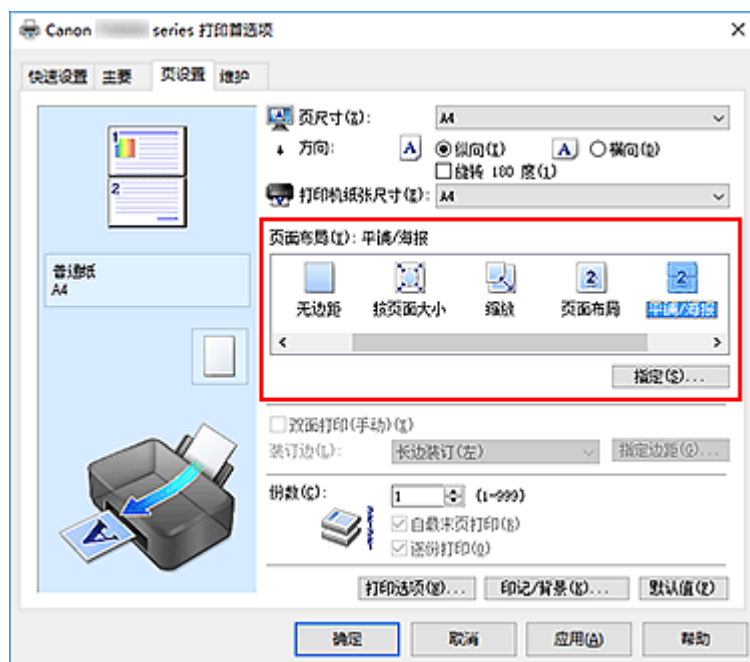 Canon series 打印首选项
快速设置 主要 页设置 维护
页尺寸(Z): A4
方向: A 纵向(T) A 横向(D)
旋转 180 度(1)
打印机纸张尺寸(E): A4
页面布局(I): 平铺/海报
普通纸
A4
无边距 按页面大小 缩放 页面布局 平铺/海报
指定(S)...
双面打印(手动)(X)
装订边(L): 长边装订(左) 指定边距(G)...
份数(C): 1 (1-999)
自最末页打印(R)
逐份打印(O)
打印选项(N)... 印记/背景(K)... 默认值(F)
确定 取消 应用(A) 帮助